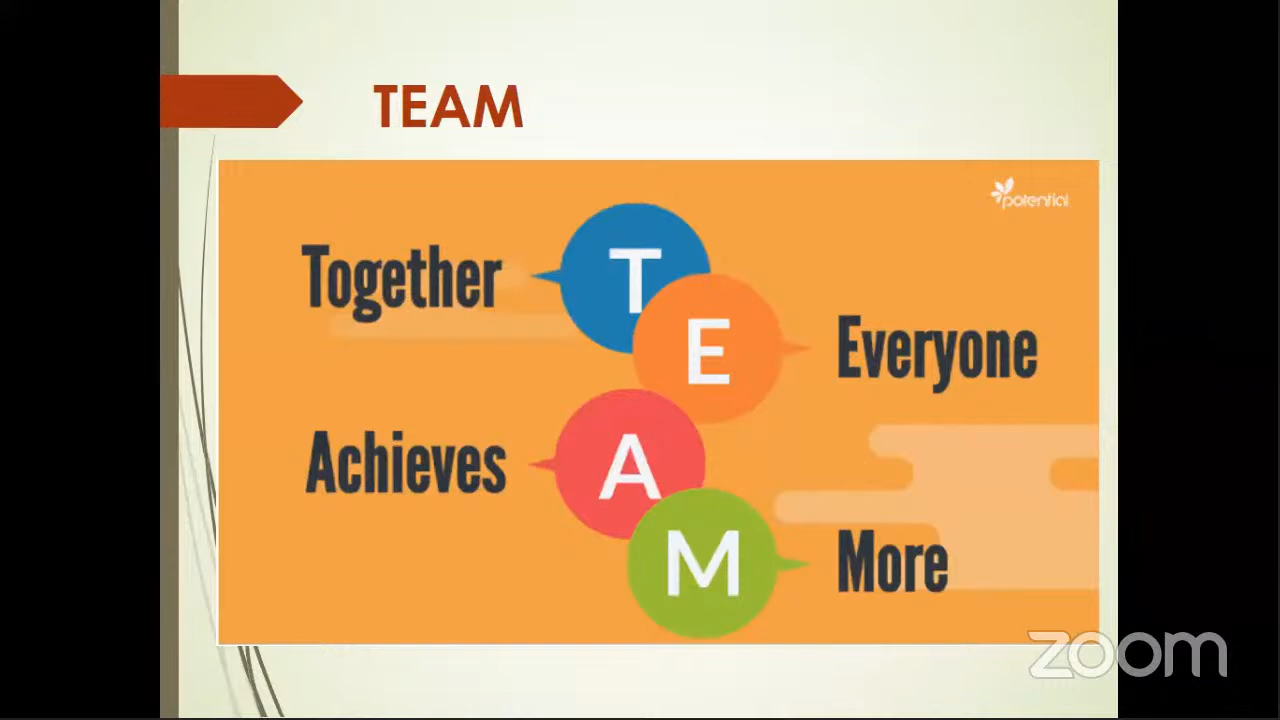 TEAM
potential
Together
T
E
Everyone
Achieves
A
M
More
zoom